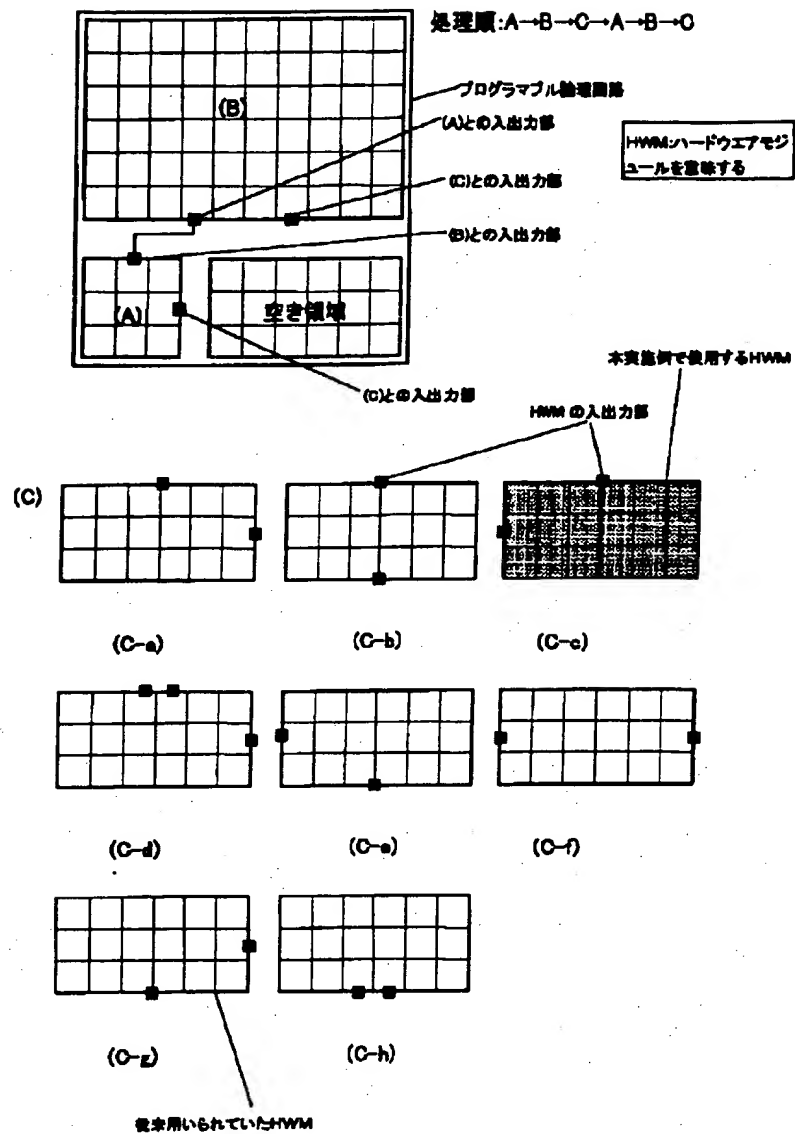 処理順:A→B→C→A→B→C
プログラマブル論理回路
(B)
(A)との入出力部
HWM:ハードウエアモジ
ュールを意味する
(C)との入出力部
(B)との入出力部
(A)
空き領域
本実施例で使用するHWM
(C)との入出力部
HWM の入出力部
(C)
(C-a)
(C-b)
(C-c)
(C-d)
(C-e)
(C-f)
(C-g)
(C-h)
従来用いられていたHWM